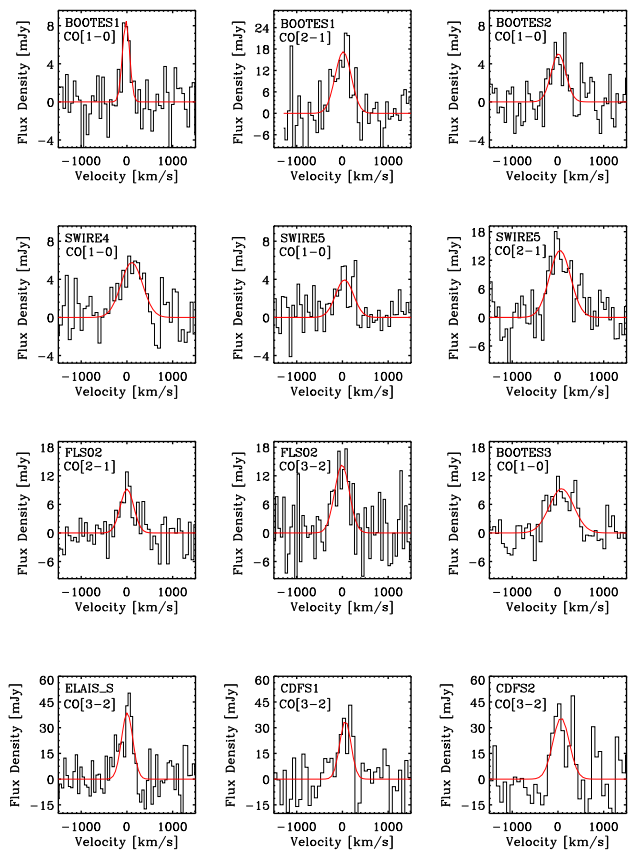 BOOTES1
CO[1-0]
Flux Density [mJy]
8
4
0
-4
-1000 0 1000
Velocity [km/s]
BOOTES1
CO[2-1]
Flux Density [mJy]
24
18
12
6
0
-6
-1000 0 1000
Velocity [km/s]
BOOTES2
CO[1-0]
Flux Density [mJy]
8
4
0
-4
-1000 0 1000
Velocity [km/s]
SWIRE4
CO[1-0]
Flux Density [mJy]
8
4
0
-4
-1000 0 1000
Velocity [km/s]
SWIRE5
CO[1-0]
Flux Density [mJy]
8
4
0
-4
-1000 0 1000
Velocity [km/s]
SWIRE5
CO[2-1]
Flux Density [mJy]
18
12
6
0
-6
-1000 0 1000
Velocity [km/s]
FLS02
CO[2-1]
Flux Density [mJy]
18
12
6
0
-6
-1000 0 1000
Velocity [km/s]
FLS02
CO[3-2]
Flux Density [mJy]
18
12
6
0
-6
-1000 0 1000
Velocity [km/s]
BOOTES3
CO[1-0]
Flux Density [mJy]
18
12
6
0
-6
-1000 0 1000
Velocity [km/s]
ELAIS_S
CO[3-2]
Flux Density [mJy]
60
45
30
15
0
-15
-1000 0 1000
Velocity [km/s]
CDFS1
CO[3-2]
Flux Density [mJy]
60
45
30
15
0
-15
-1000 0 1000
Velocity [km/s]
CDFS2
CO[3-2]
Flux Density [mJy]
60
45
30
15
0
-15
-1000 0 1000
Velocity [km/s]